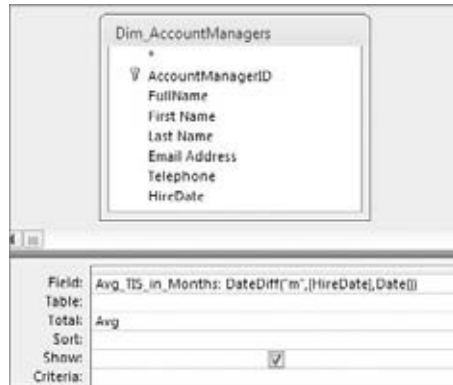 Dim_AccountManagers
*
AccountManagerID
FullName
First Name
Last Name
Email Address
Telephone
HireDate
Field: Avg_TIS_in_Months: DateDiff("m",[HireDate],Date())
Table:
Total: Avg
Sort:
Show:
Criteria: